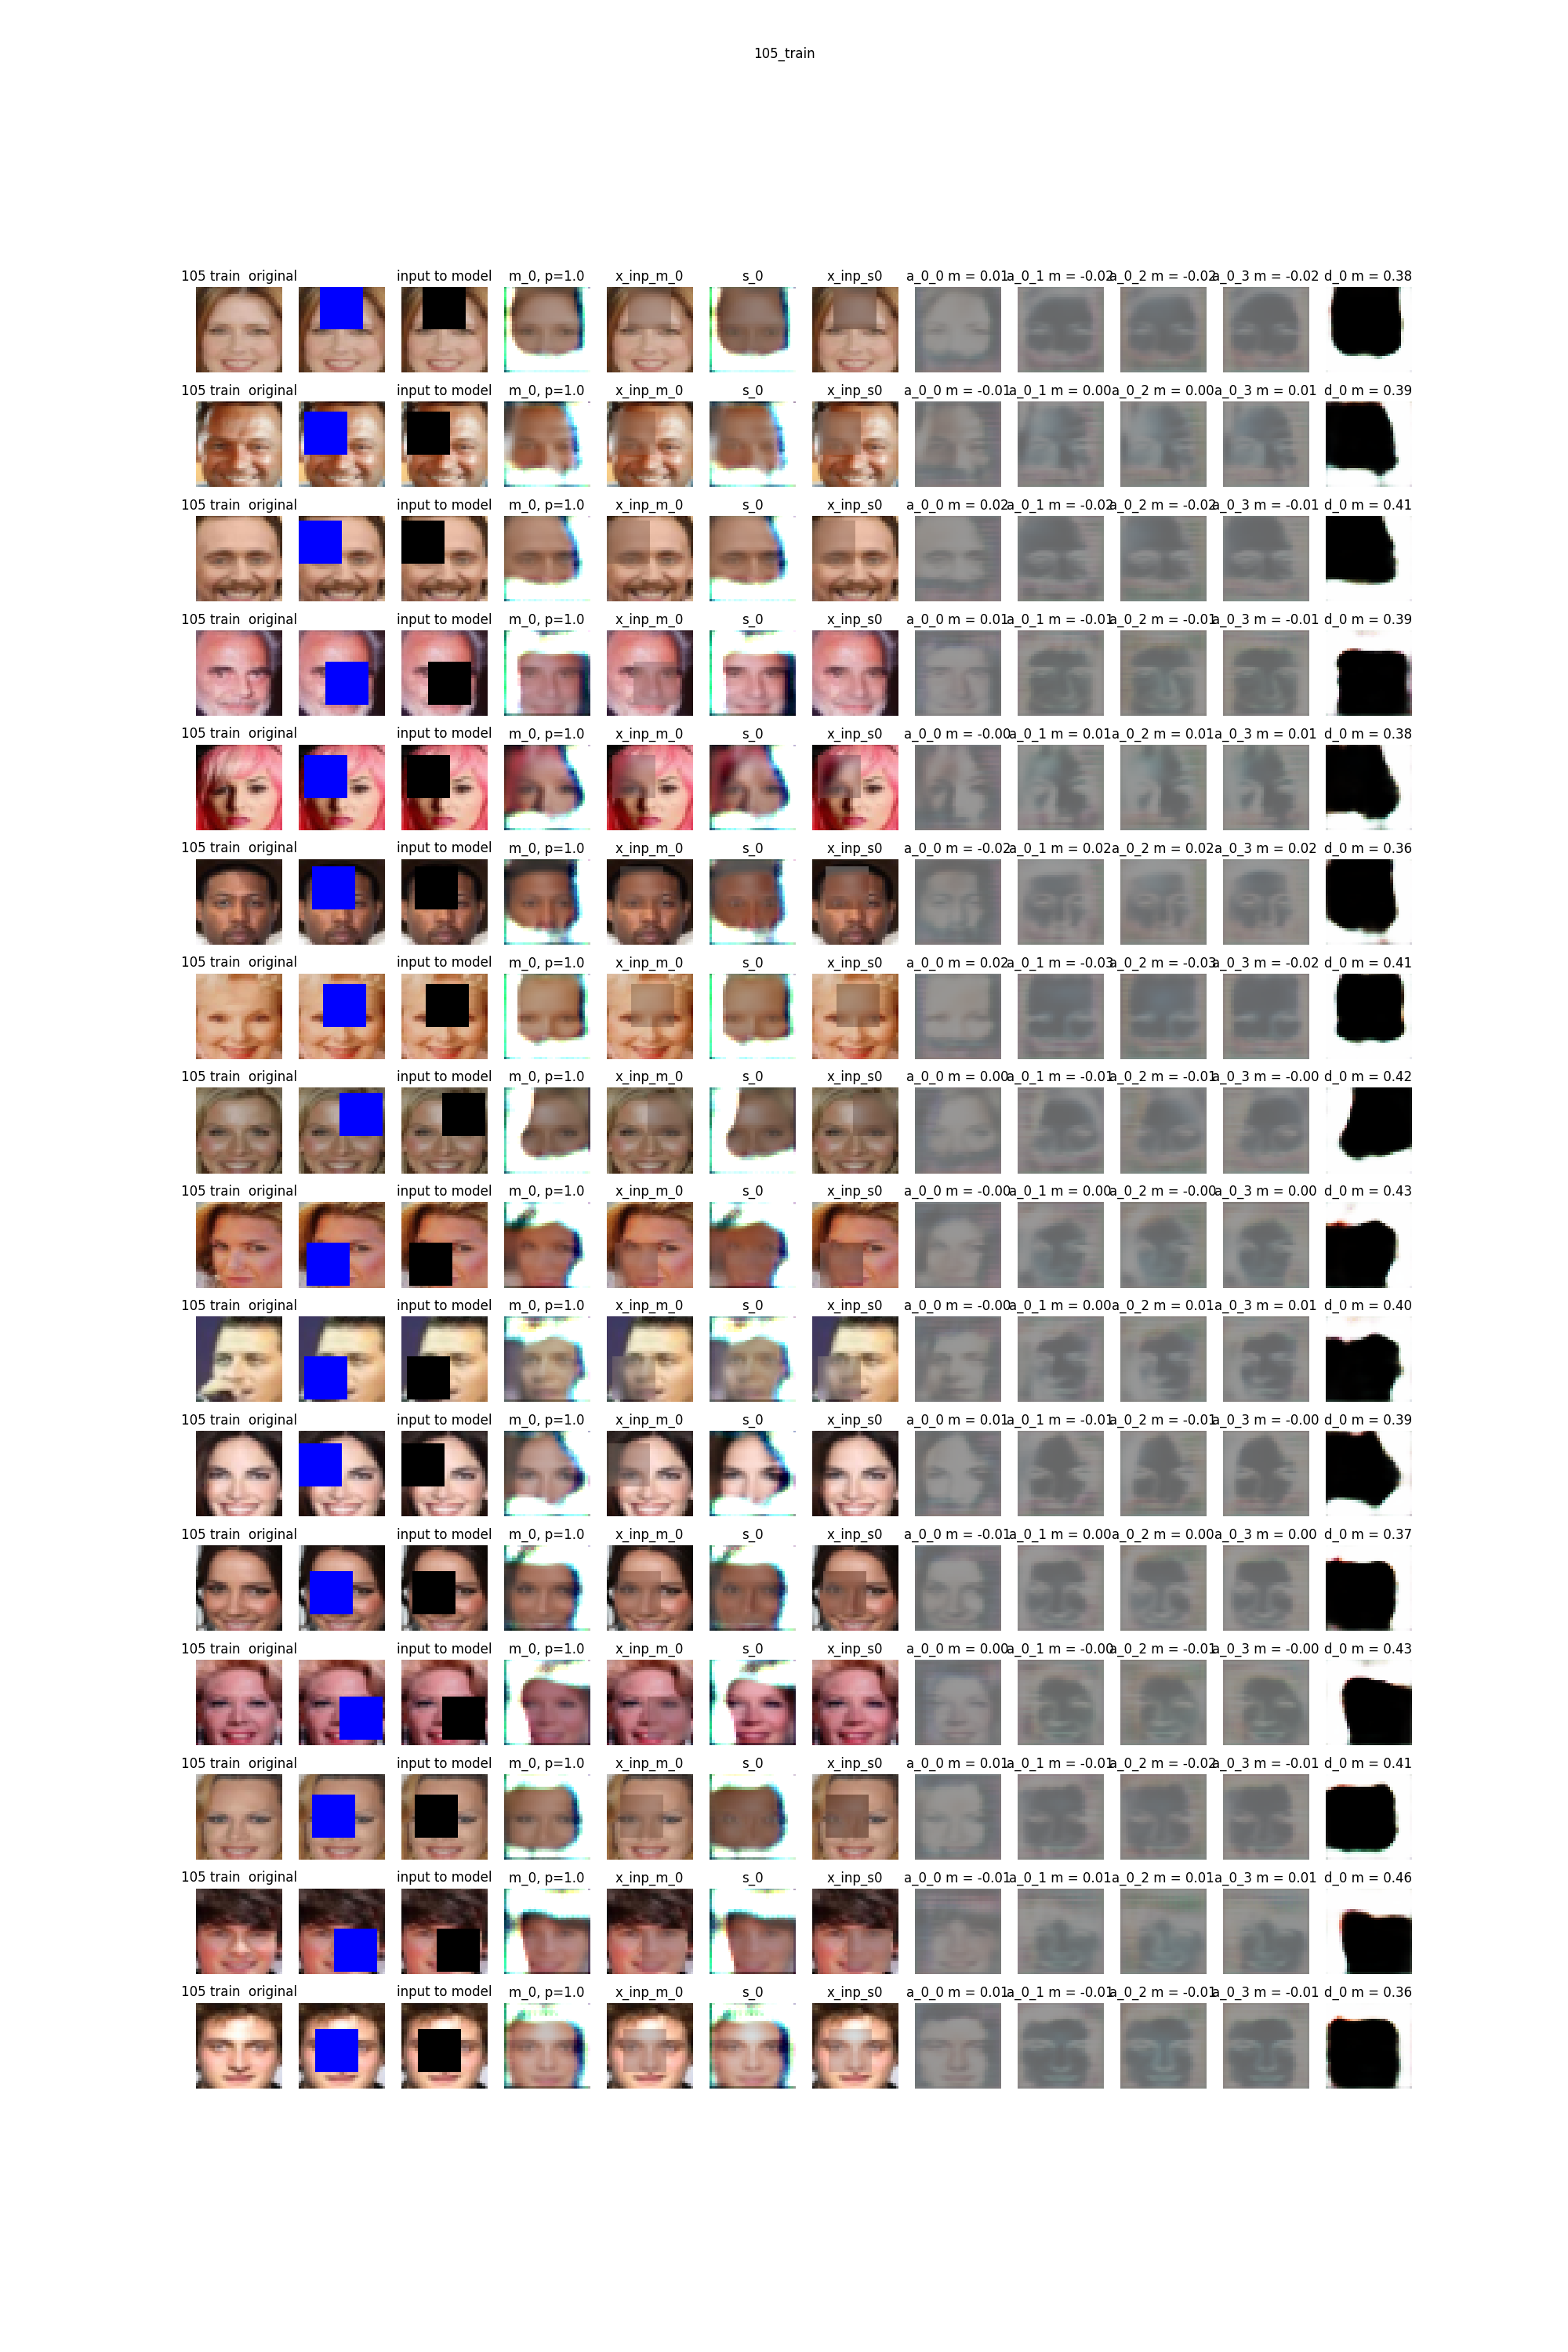 105_train
105 train  original input to model m_0, p=1.0 x_inp_m_0 s_0 x_inp_s0 a_0_0 m = 0.01 a_0_1 m = -0.02 a_0_2 m = -0.02 a_0_3 m = -0.02 d_0 m = 0.38
105 train  original input to model m_0, p=1.0 x_inp_m_0 s_0 x_inp_s0 a_0_0 m = -0.01 a_0_1 m = 0.00 a_0_2 m = 0.00 a_0_3 m = 0.01 d_0 m = 0.39
105 train  original input to model m_0, p=1.0 x_inp_m_0 s_0 x_inp_s0 a_0_0 m = 0.02 a_0_1 m = -0.02 a_0_2 m = -0.02 a_0_3 m = -0.01 d_0 m = 0.41
105 train  original input to model m_0, p=1.0 x_inp_m_0 s_0 x_inp_s0 a_0_0 m = 0.01 a_0_1 m = -0.01 a_0_2 m = -0.01 a_0_3 m = -0.01 d_0 m = 0.39
105 train  original input to model m_0, p=1.0 x_inp_m_0 s_0 x_inp_s0 a_0_0 m = -0.00 a_0_1 m = 0.01 a_0_2 m = 0.01 a_0_3 m = 0.01 d_0 m = 0.38
105 train  original input to model m_0, p=1.0 x_inp_m_0 s_0 x_inp_s0 a_0_0 m = -0.02 a_0_1 m = 0.02 a_0_2 m = 0.02 a_0_3 m = 0.02 d_0 m = 0.36
105 train  original input to model m_0, p=1.0 x_inp_m_0 s_0 x_inp_s0 a_0_0 m = 0.02 a_0_1 m = -0.03 a_0_2 m = -0.03 a_0_3 m = -0.02 d_0 m = 0.41
105 train  original input to model m_0, p=1.0 x_inp_m_0 s_0 x_inp_s0 a_0_0 m = 0.00 a_0_1 m = -0.01 a_0_2 m = -0.01 a_0_3 m = -0.00 d_0 m = 0.42
105 train  original input to model m_0, p=1.0 x_inp_m_0 s_0 x_inp_s0 a_0_0 m = -0.00 a_0_1 m = 0.00 a_0_2 m = -0.00 a_0_3 m = 0.00 d_0 m = 0.43
105 train  original input to model m_0, p=1.0 x_inp_m_0 s_0 x_inp_s0 a_0_0 m = -0.00 a_0_1 m = 0.00 a_0_2 m = 0.01 a_0_3 m = 0.01 d_0 m = 0.40
105 train  original input to model m_0, p=1.0 x_inp_m_0 s_0 x_inp_s0 a_0_0 m = 0.01 a_0_1 m = -0.01 a_0_2 m = -0.01 a_0_3 m = -0.00 d_0 m = 0.39
105 train  original input to model m_0, p=1.0 x_inp_m_0 s_0 x_inp_s0 a_0_0 m = -0.01 a_0_1 m = 0.00 a_0_2 m = 0.00 a_0_3 m = 0.00 d_0 m = 0.37
105 train  original input to model m_0, p=1.0 x_inp_m_0 s_0 x_inp_s0 a_0_0 m = 0.00 a_0_1 m = -0.00 a_0_2 m = -0.01 a_0_3 m = -0.00 d_0 m = 0.43
105 train  original input to model m_0, p=1.0 x_inp_m_0 s_0 x_inp_s0 a_0_0 m = 0.01 a_0_1 m = -0.01 a_0_2 m = -0.02 a_0_3 m = -0.01 d_0 m = 0.41
105 train  original input to model m_0, p=1.0 x_inp_m_0 s_0 x_inp_s0 a_0_0 m = -0.01 a_0_1 m = 0.01 a_0_2 m = 0.01 a_0_3 m = 0.01 d_0 m = 0.46
105 train  original input to model m_0, p=1.0 x_inp_m_0 s_0 x_inp_s0 a_0_0 m = 0.01 a_0_1 m = -0.01 a_0_2 m = -0.01 a_0_3 m = -0.01 d_0 m = 0.36